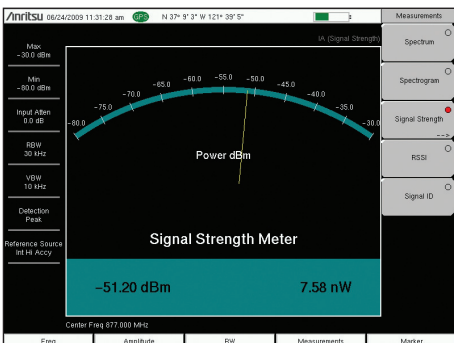 Anritsu 06/24/2009 11:31:28 am GPS N 37° 9' 3" W 121° 39' 5"
Measurements
IA (Signal Strength)
Max
-30.0 dBm
Min
-80.0 dBm
Input Atten
0.0 dB
RBW
30 kHz
VBW
10 kHz
Detection
Peak
Reference Source
Int Hi Accy
-80.0 -75.0 -70.0 -65.0 -60.0 -55.0 -50.0 -45.0 -40.0 -35.0 -30.0
Power dBm
Signal Strength Meter
-51.20 dBm 7.58 nW
Center Freq 877.000 MHz
Spectrum
Spectrogram
Signal Strength
-->
RSSI
Signal ID
Freq Amplitude BW Measurements Marker